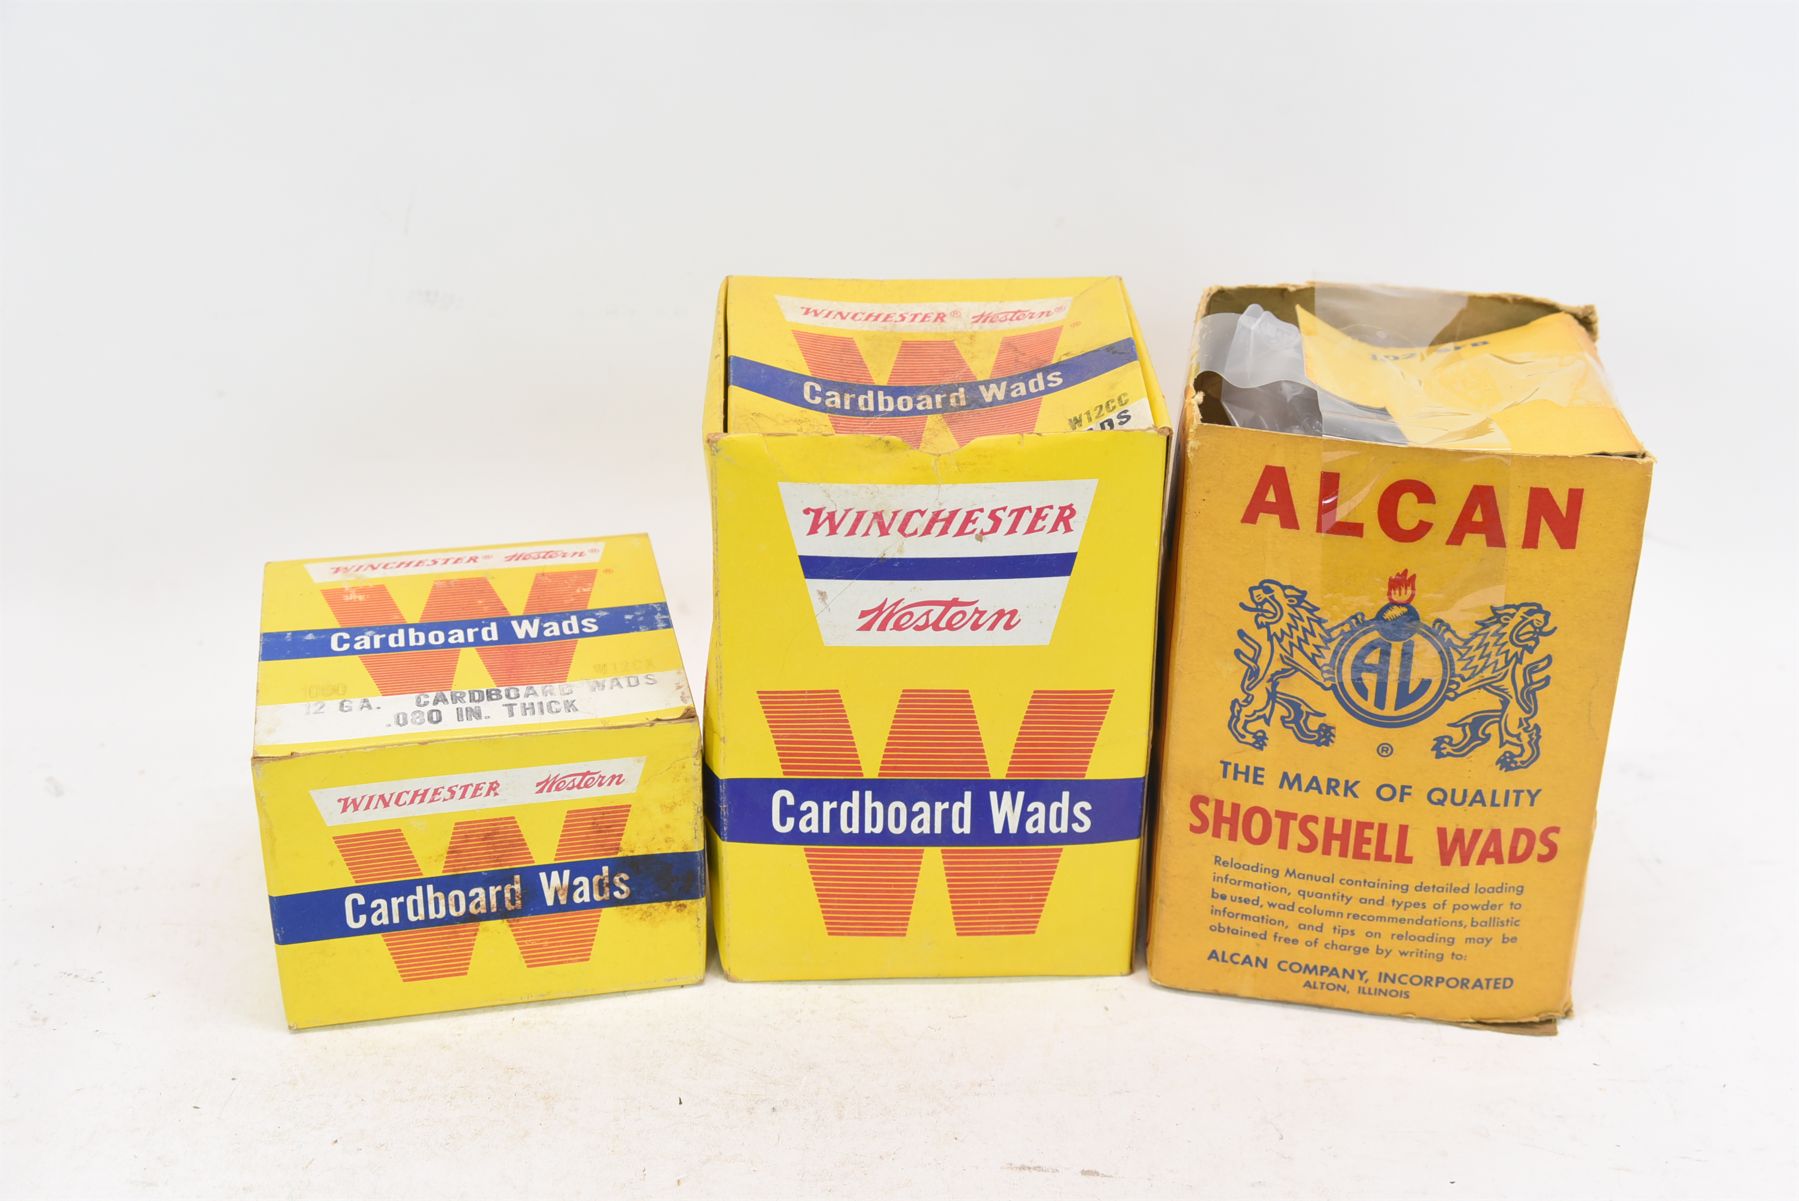 WINCHESTER® Western®
®
Cardboard Wads
W12CA
1000
12 GA. CARDBOARD WADS
.080 IN. THICK
WINCHESTER Western
Cardboard Wads
WINCHESTER® Western®
®
Cardboard Wads
W12CC
WINCHESTER
Western
Cardboard Wads
ALCAN
AL
®
THE MARK OF QUALITY
SHOTSHELL WADS
Reloading Manual containing detailed loading
information, quantity and types of powder to
be used, wad column recommendations, ballistic
information, and tips on reloading may be
obtained free of charge by writing to:
ALCAN COMPANY, INCORPORATED
ALTON, ILLINOIS